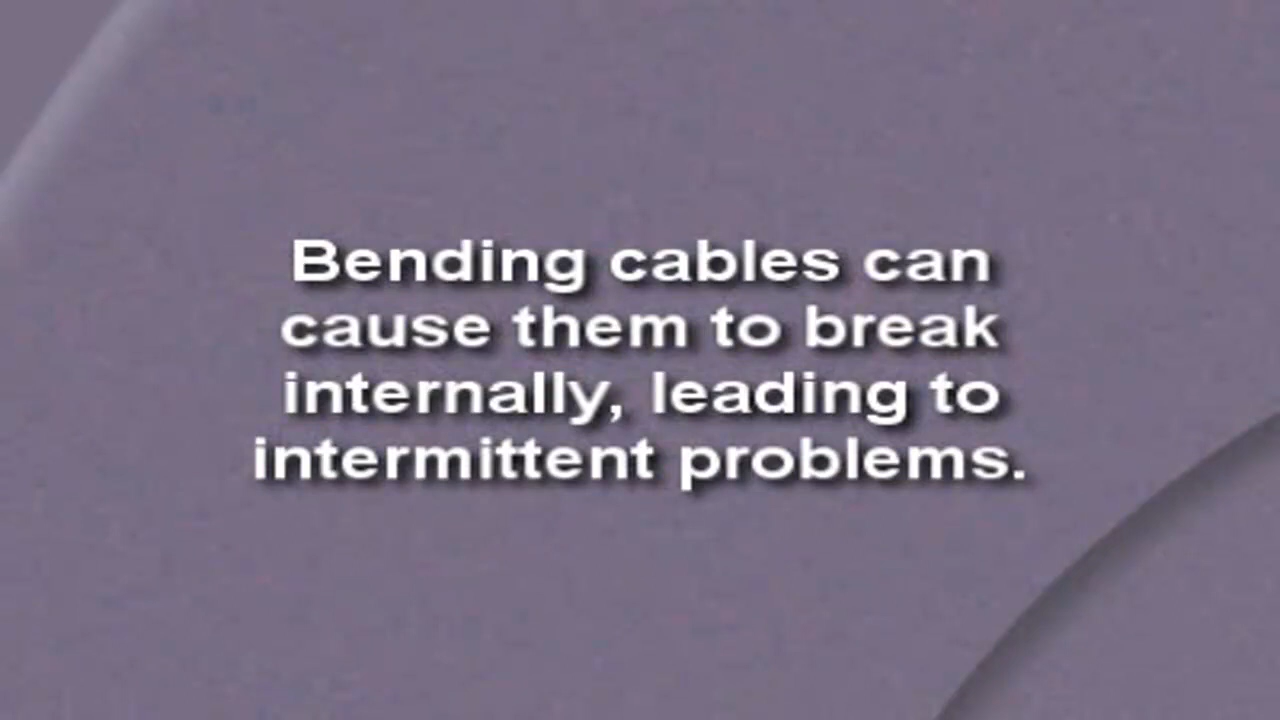 Bending cables can
cause them to break
internally, leading to
intermittent problems.